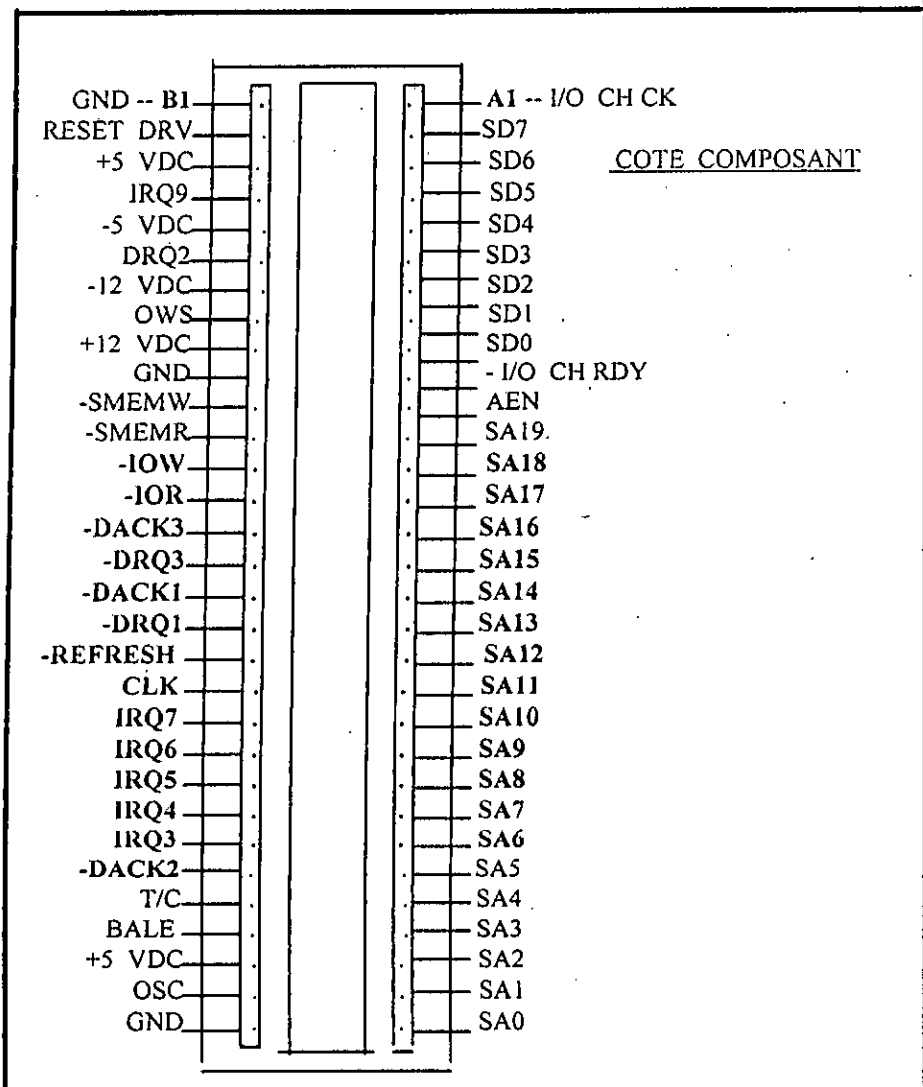 GND -- B1
RESET DRV
+5 VDC
IRQ9
-5 VDC
DRQ2
-12 VDC
OWS
+12 VDC
GND
-SMEMW
-SMEMR
-IOW
-IOR
-DACK3
-DRQ3
-DACK1
-DRQ1
-REFRESH
CLK
IRQ7
IRQ6
IRQ5
IRQ4
IRQ3
-DACK2
T/C
BALE
+5 VDC
OSC
GND
A1 -- I/O CH CK
SD7
SD6
SD5
SD4
SD3
SD2
SD1
SD0
- I/O CH RDY
AEN
SA19
SA18
SA17
SA16
SA15
SA14
SA13
SA12
SA11
SA10
SA9
SA8
SA7
SA6
SA5
SA4
SA3
SA2
SA1
SA0
COTE COMPOSANT